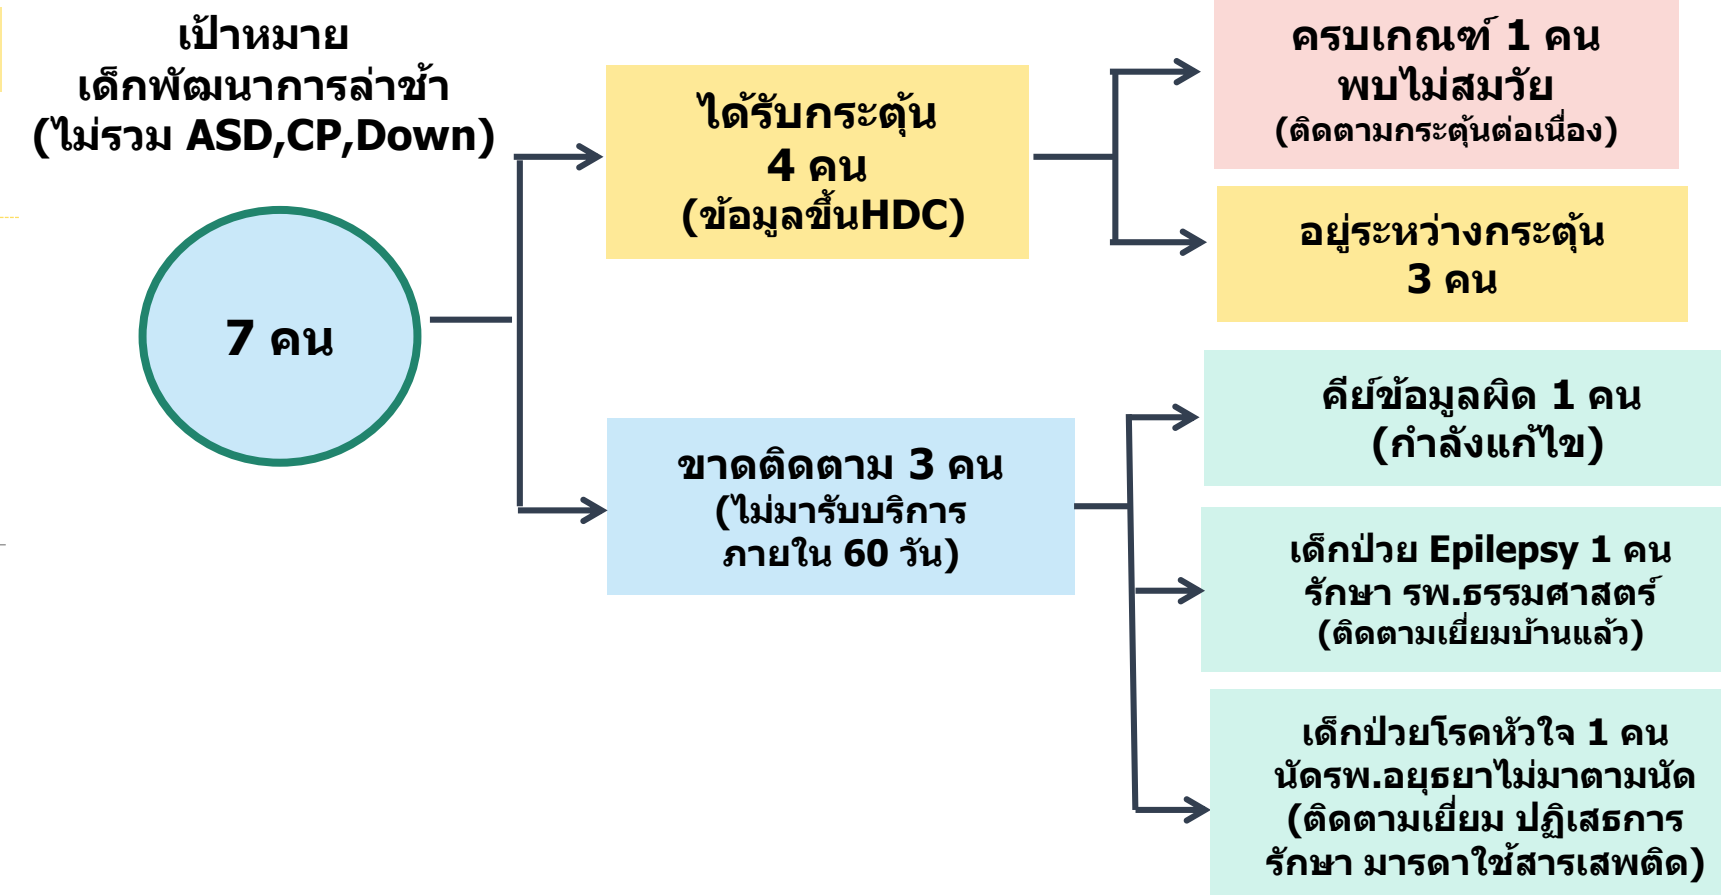 เป้าหมาย
เด็กพัฒนาการล่าช้า
(ไม่รวม ASD,CP,Down)
7 คน
ได้รับกระตุ้น
4 คน
(ข้อมูลขึ้นHDC)
ขาดติดตาม 3 คน
(ไม่มารับบริการ
ภายใน 60 วัน)
ครบเกณฑ์ 1 คน
พบไม่สมวัย
(ติดตามกระตุ้นต่อเนื่อง)
อยู่ระหว่างกระตุ้น
3 คน
คีย์ข้อมูลผิด 1 คน
(กำลังแก้ไข)
เด็กป่วย Epilepsy 1 คน
รักษา รพ.ธรรมศาสตร์
(ติดตามเยี่ยมบ้านแล้ว)
เด็กป่วยโรคหัวใจ 1 คน
นัดรพ.อยุธยาไม่มาตามนัด
(ติดตามเยี่ยม ปฏิเสธการ
รักษา มารดาใช้สารเสพติด)